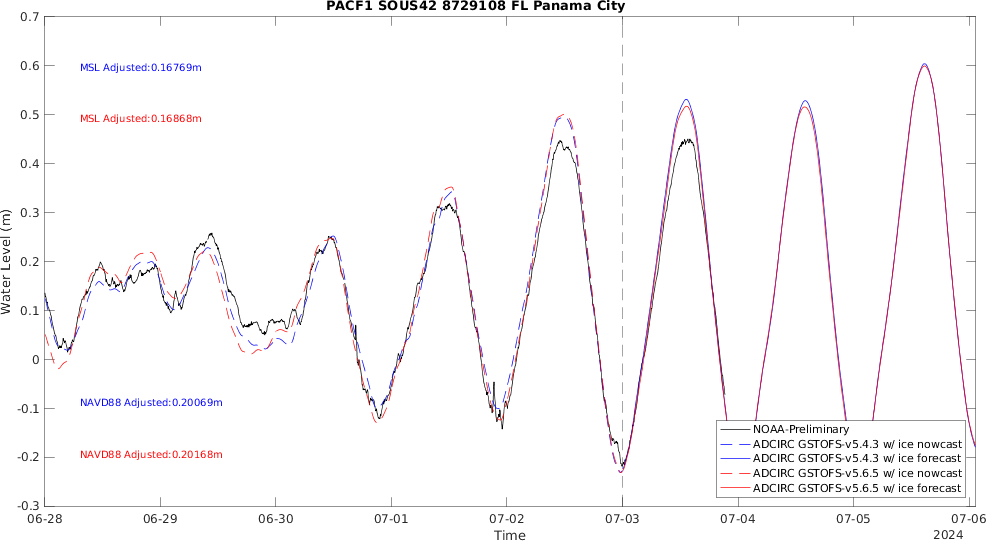 PACF1 SOUS42 8729108 FL Panama City
0.7
0.6
0.5
0.4
0.3
0.2
0.1
0
-0.1
-0.2
-0.3
Water Level (m)
MSL Adjusted:0.16769m
MSL Adjusted:0.16868m
NAVD88 Adjusted:0.20069m
NAVD88 Adjusted:0.20168m
NOAA-Preliminary
ADCIRC GSTOFS-v5.4.3 w/ ice nowcast
ADCIRC GSTOFS-v5.4.3 w/ ice forecast
ADCIRC GSTOFS-v5.6.5 w/ ice nowcast
ADCIRC GSTOFS-v5.6.5 w/ ice forecast
06-28 06-29 06-30 07-01 07-02 07-03 07-04 07-05 07-06
Time
2024